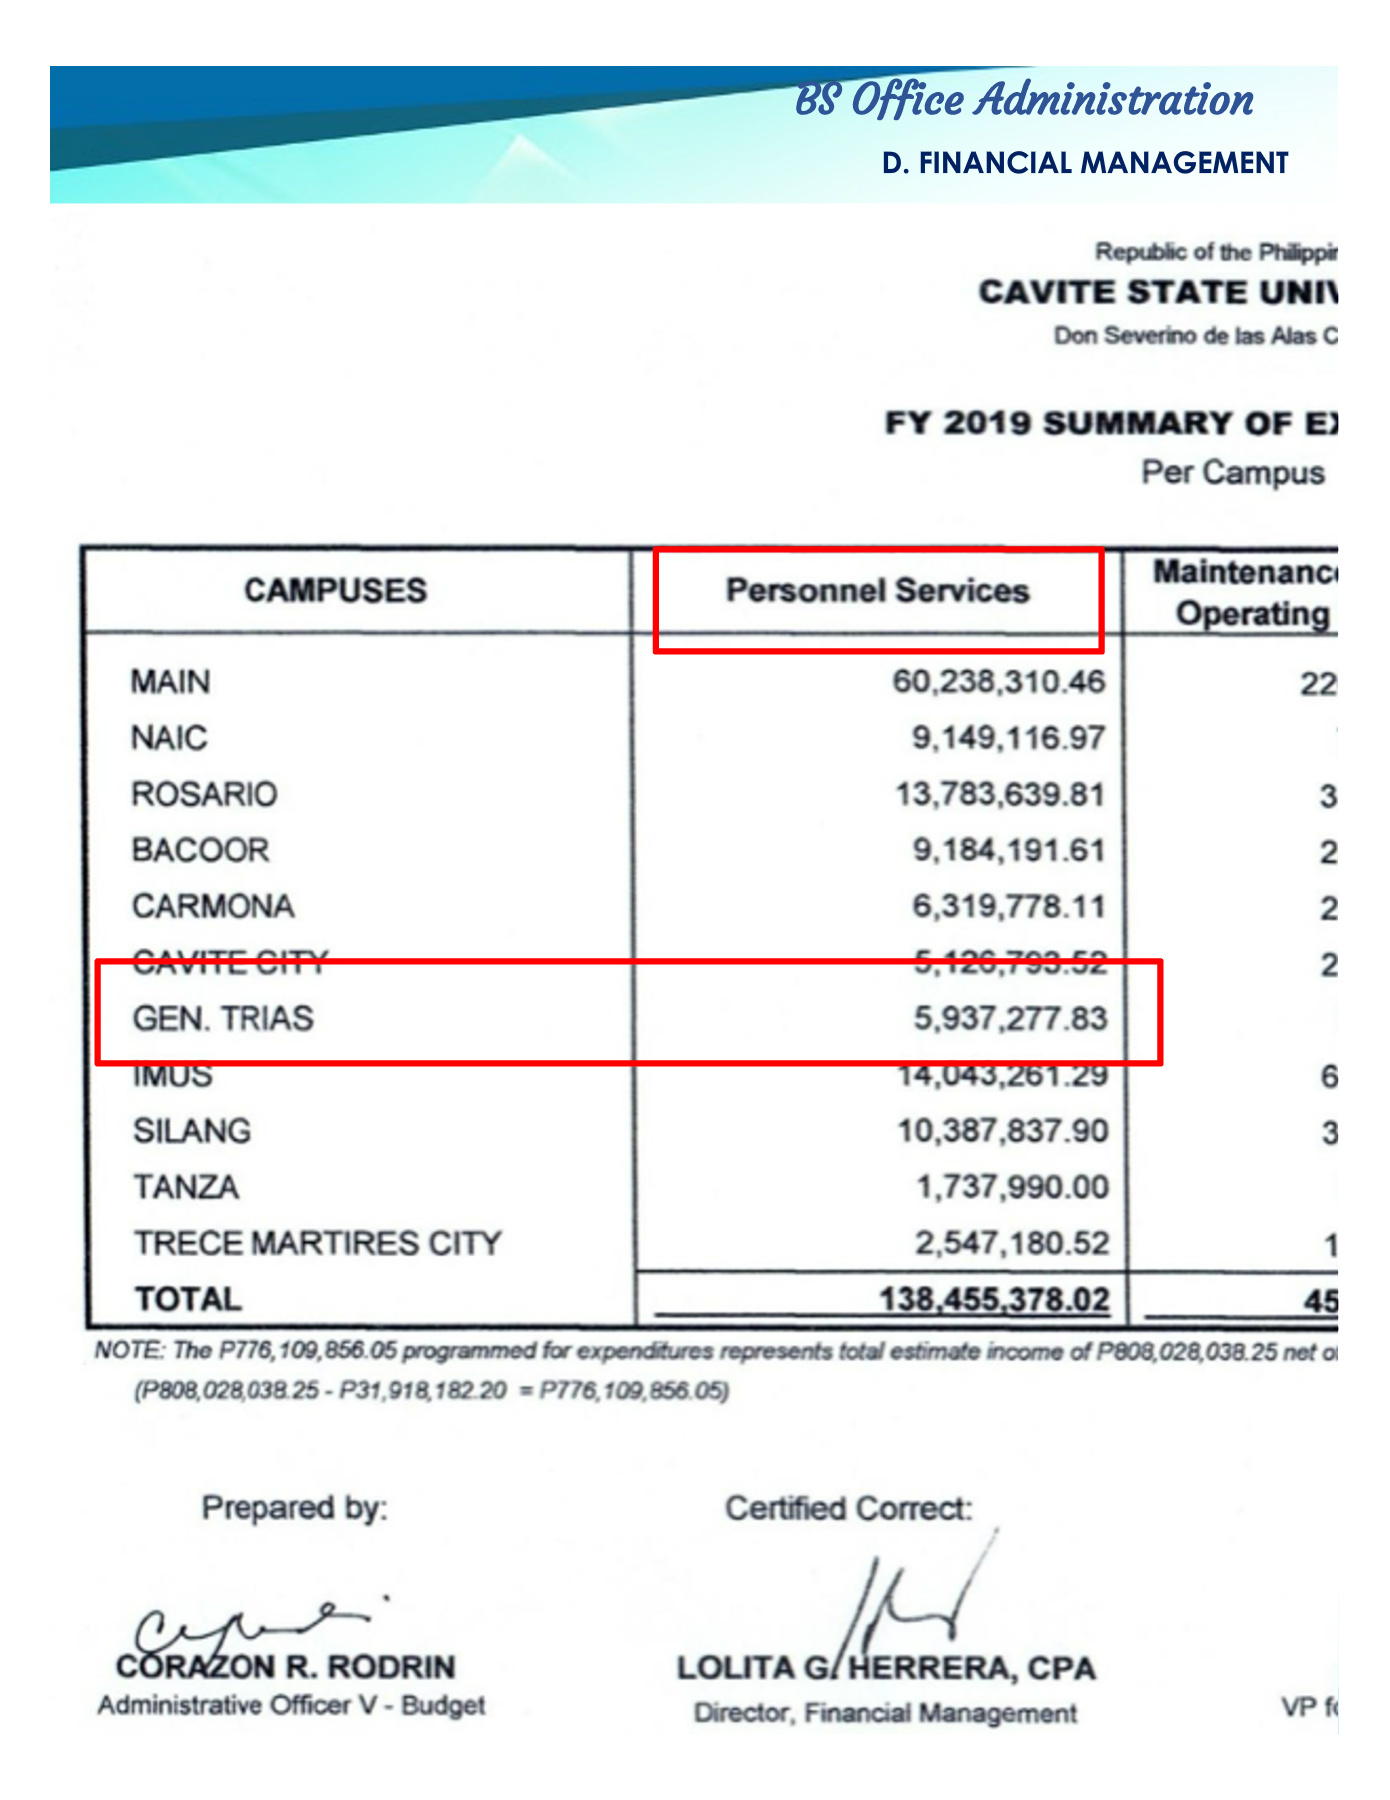 BS Office Administration
D. FINANCIAL MANAGEMENT
Republic of the Philippin
CAVITE STATE UNIV
Don Severino de las Alas C
FY 2019 SUMMARY OF EX
Per Campus
CAMPUSES Personnel Services Maintenance
Operating
MAIN 60,238,310.46 22
NAIC 9,149,116.97
ROSARIO 13,783,639.81 3
BACOOR 9,184,191.61 2
CARMONA 6,319,778.11 2
CAVITE CITY 5,126,793.52 2
GEN. TRIAS 5,937,277.83
IMUS 14,043,261.29 6
SILANG 10,387,837.90 3
TANZA 1,737,990.00
TRECE MARTIRES CITY 2,547,180.52 1
TOTAL 138,455,378.02 45
NOTE: The P776,109,856.05 programmed for expenditures represents total estimate income of P808,028,038.25 net of
(P808,028,038.25 - P31,918,182.20 = P776,109,856.05)
Prepared by: Certified Correct:
CORAZON R. RODRIN LOLITA G. HERRERA, CPA
Administrative Officer V - Budget Director, Financial Management VP fo